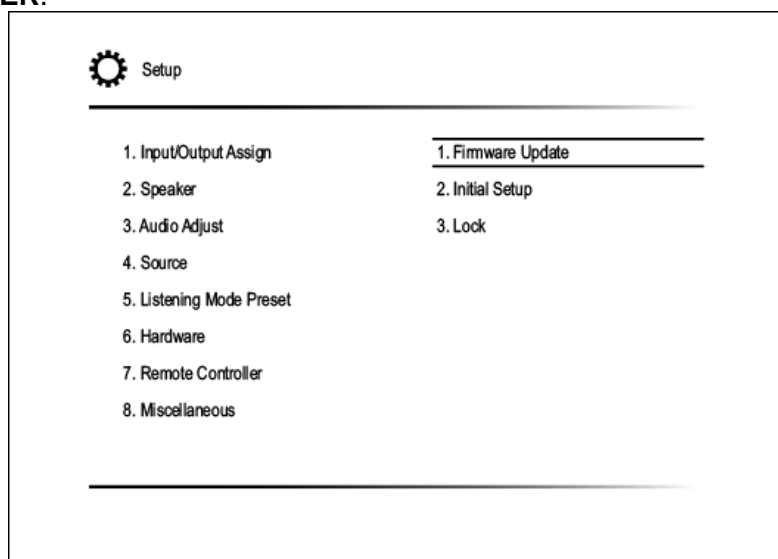 ER.
Setup
1. Input/Output Assign
2. Speaker
3. Audio Adjust
4. Source
5. Listening Mode Preset
6. Hardware
7. Remote Controller
8. Miscellaneous
1. Firmware Update
2. Initial Setup
3. Lock